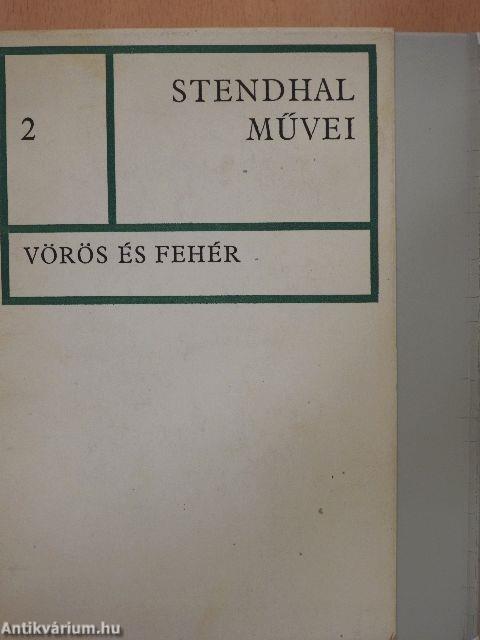 STENDHAL
2 MŰVEI
VÖRÖS ÉS FEHÉR
Antikvárium.hu